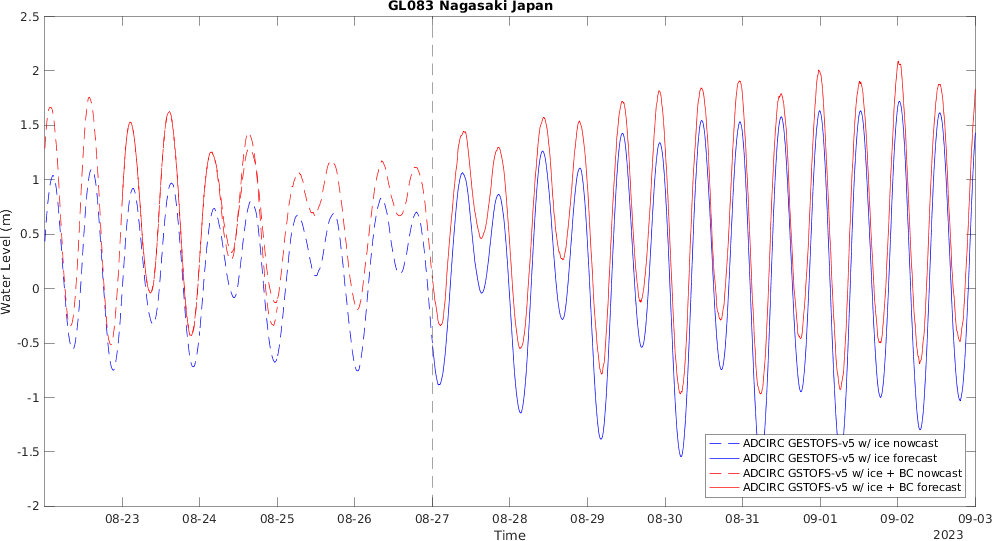 GL083 Nagasaki Japan
2.5
2
1.5
1
0.5
0
-0.5
-1
-1.5
-2
Water Level (m)
ADCIRC GESTOFS-v5 w/ ice nowcast
ADCIRC GESTOFS-v5 w/ ice forecast
ADCIRC GSTOFS-v5 w/ ice + BC nowcast
ADCIRC GSTOFS-v5 w/ ice + BC forecast
08-23 08-24 08-25 08-26 08-27 08-28 08-29 08-30 08-31 09-01 09-02 09-03
Time
2023